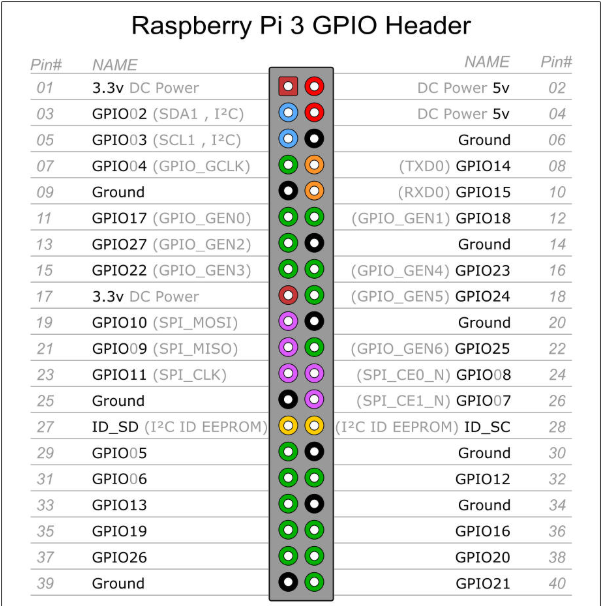 Raspberry Pi 3 GPIO Header
Pin# NAME NAME Pin#
01 3.3v DC Power DC Power 5v 02
03 GPIO02 (SDA1 , I²C) DC Power 5v 04
05 GPIO03 (SCL1 , I²C) Ground 06
07 GPIO04 (GPIO_GCLK) (TXD0) GPIO14 08
09 Ground (RXD0) GPIO15 10
11 GPIO17 (GPIO_GEN0) (GPIO_GEN1) GPIO18 12
13 GPIO27 (GPIO_GEN2) Ground 14
15 GPIO22 (GPIO_GEN3) (GPIO_GEN4) GPIO23 16
17 3.3v DC Power (GPIO_GEN5) GPIO24 18
19 GPIO10 (SPI_MOSI) Ground 20
21 GPIO09 (SPI_MISO) (GPIO_GEN6) GPIO25 22
23 GPIO11 (SPI_CLK) (SPI_CE0_N) GPIO08 24
25 Ground (SPI_CE1_N) GPIO07 26
27 ID_SD (I²C ID EEPROM) (I²C ID EEPROM) ID_SC 28
29 GPIO05 Ground 30
31 GPIO06 GPIO12 32
33 GPIO13 Ground 34
35 GPIO19 GPIO16 36
37 GPIO26 GPIO20 38
39 Ground GPIO21 40